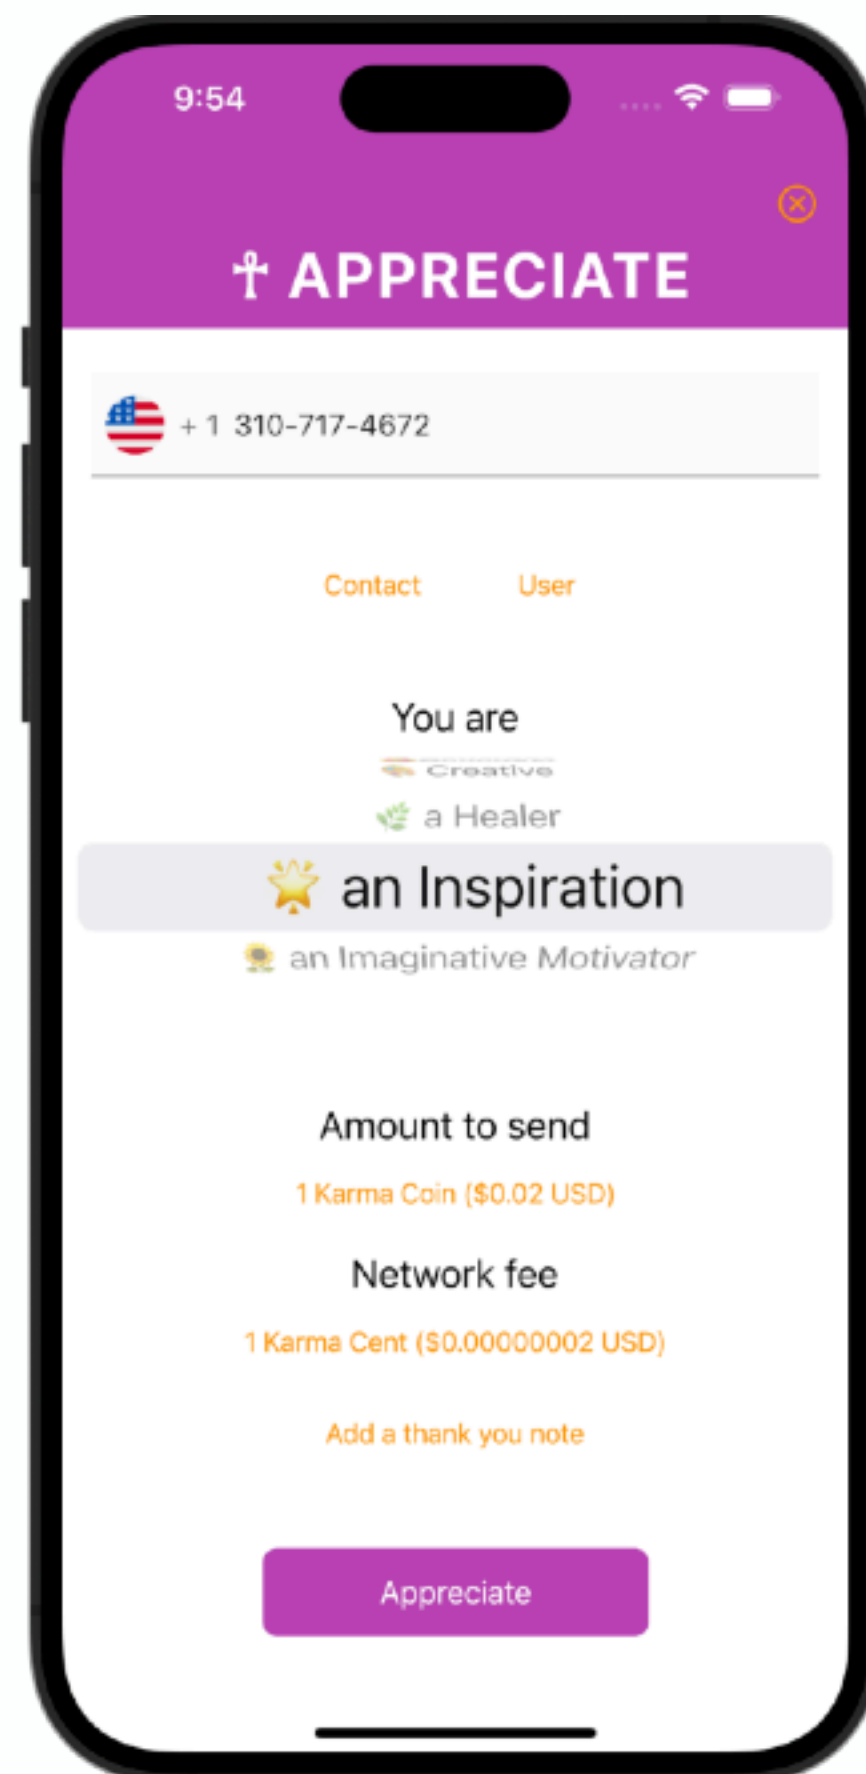 9:54
☥ APPRECIATE
+ 1 310-717-4672
Contact User
You are
Creative
a Healer
an Inspiration
an Imaginative Motivator
Amount to send
1 Karma Coin ($0.02 USD)
Network fee
1 Karma Cent ($0.00000002 USD)
Add a thank you note
Appreciate